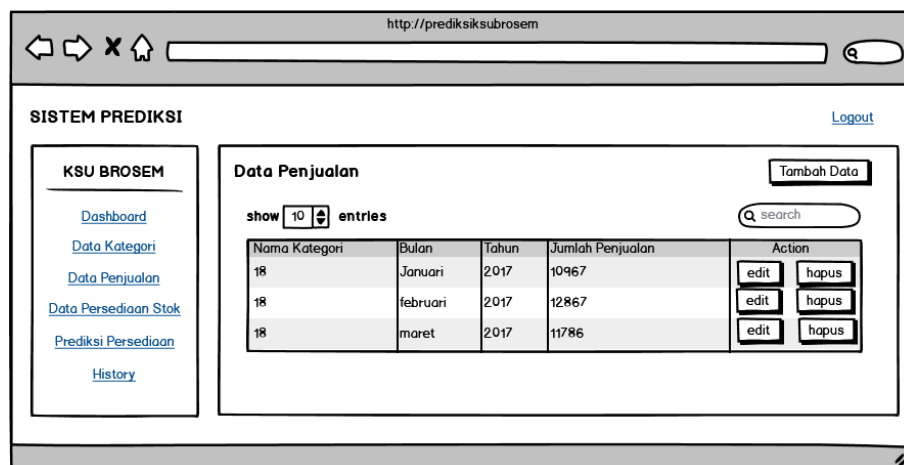 http://prediksiksubrosem
SISTEM PREDIKSI
Logout
KSU BROSEM
Dashboard
Data Kategori
Data Penjualan
Data Persediaan Stok
Prediksi Persediaan
History
Data Penjualan
Tambah Data
show 10 entries
search
Nama Kategori Bulan Tahun Jumlah Penjualan Action
18 Januari 2017 10967 edit hapus
18 februari 2017 12867 edit hapus
18 maret 2017 11786 edit hapus